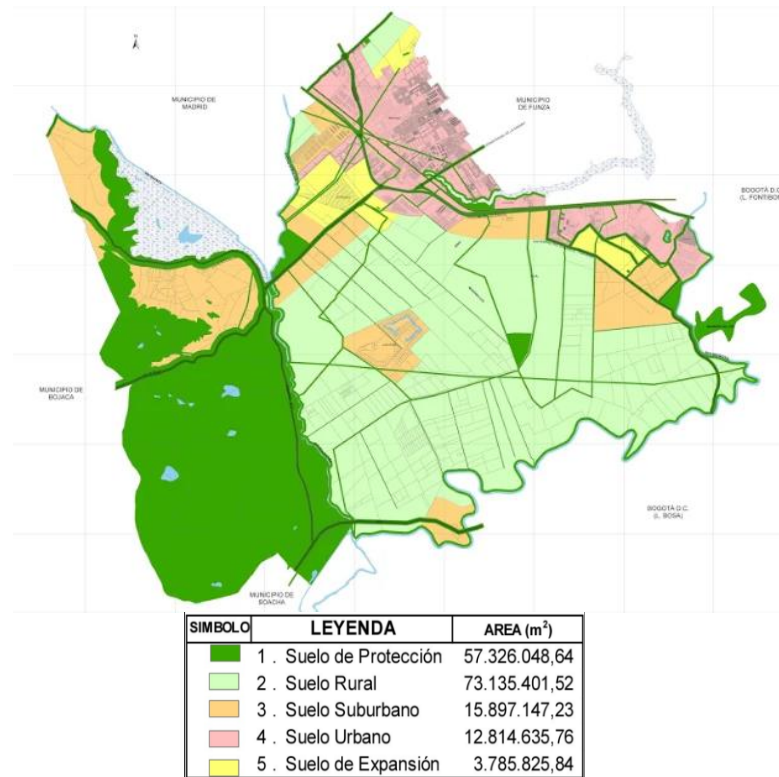 MUNICIPIO DE
MADRID
MUNICIPIO
DE FUNZA
BOGOTÁ D.C.
(L. FONTIBON
MUNICIPIO DE
BOJACA
BOGOTÁ D.C.
(L. BOSA)
MUNICIPIO DE
SOACHA
SIMBOLO LEYENDA AREA (m²)
1 . Suelo de Protección 57.326.048,64
2 . Suelo Rural 73.135.401,52
3 . Suelo Suburbano 15.897.147,23
4 . Suelo Urbano 12.814.635,76
5 . Suelo de Expansión 3.785.825,84